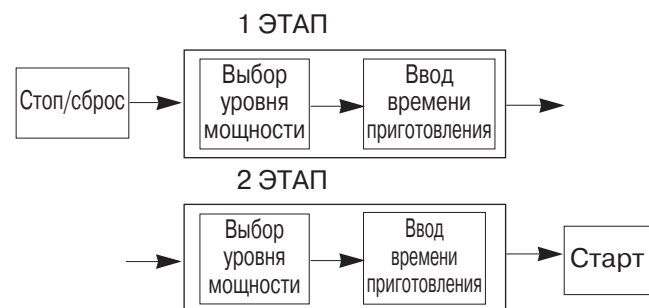 1 ЭТАП
Стоп/сброс
Выбор
уровня
мощности
Ввод
времени
приготовления
2 ЭТАП
Выбор
уровня
мощности
Ввод
времени
приготовления
Старт